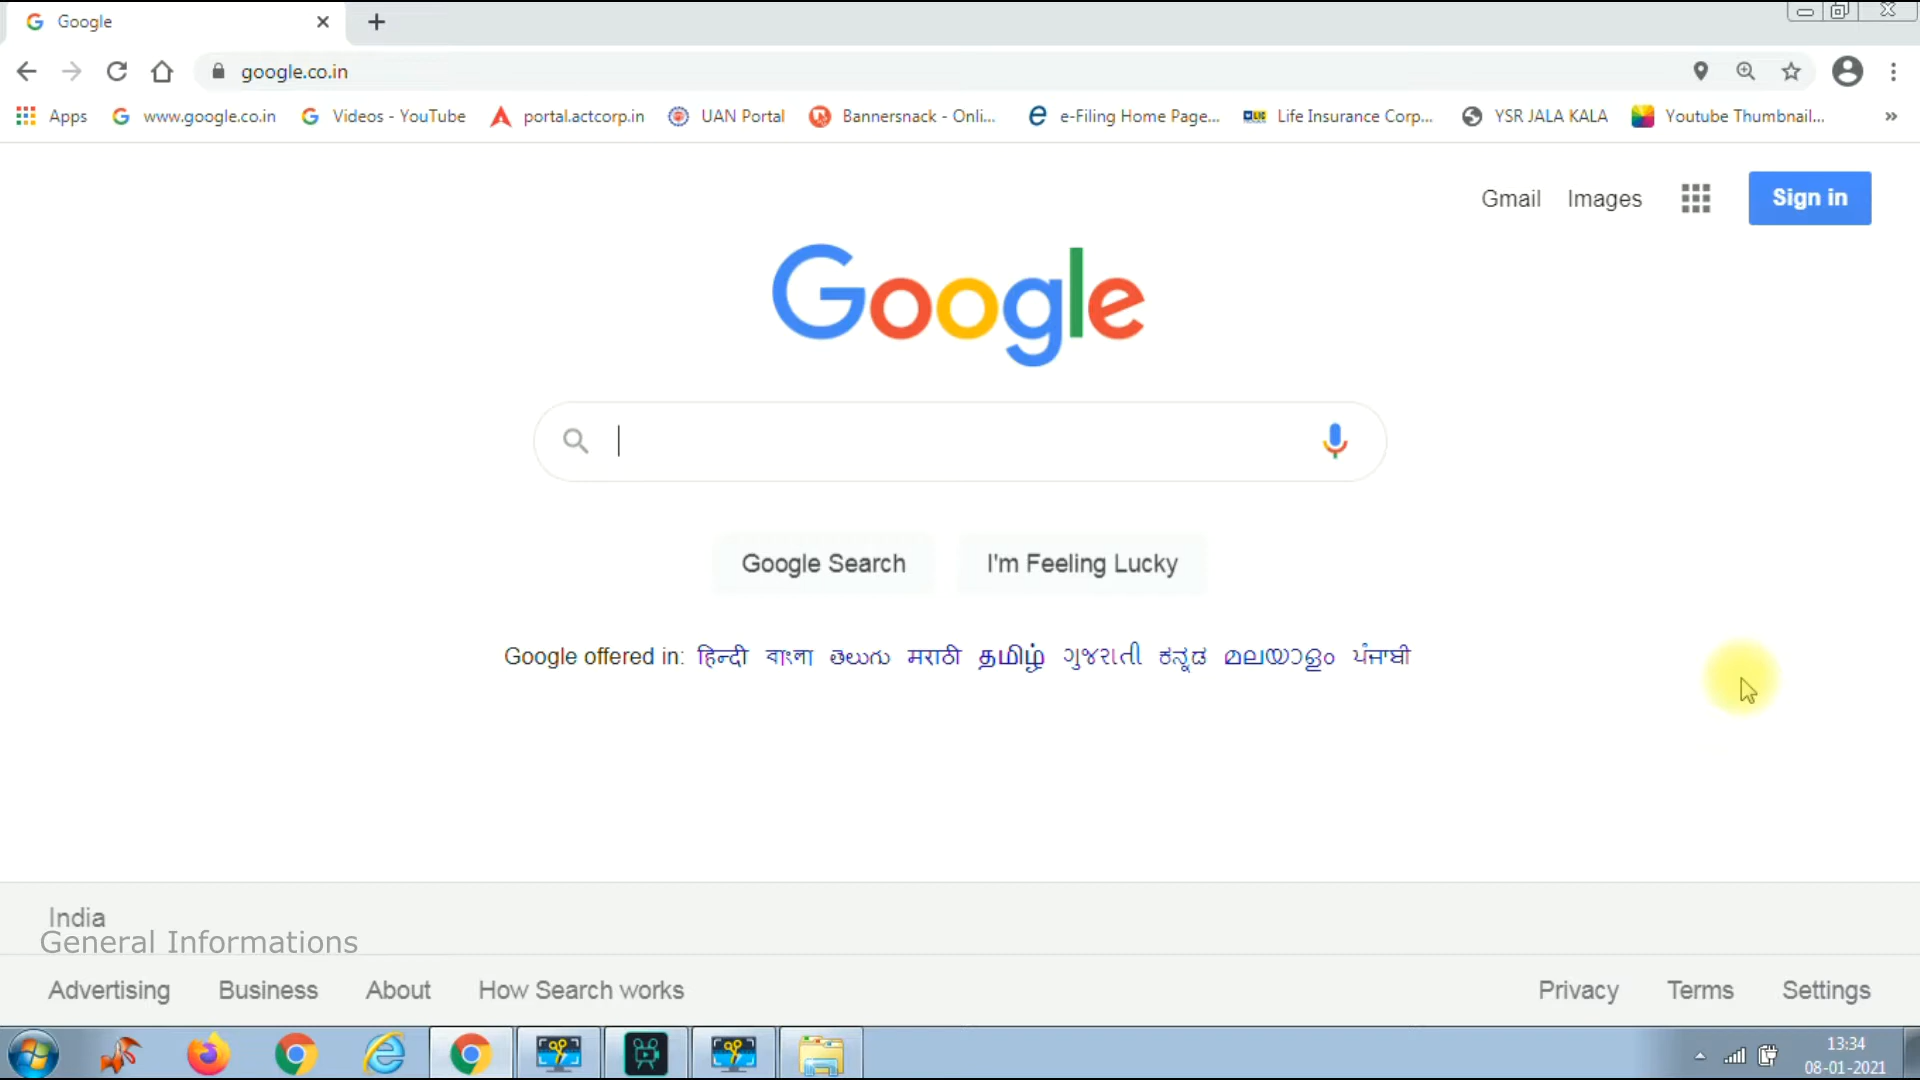 Google
google.co.in
Apps www.google.co.in Videos - YouTube portal.actcorp.in UAN Portal Bannersnack - Onli... e-Filing Home Page... Life Insurance Corp... YSR JALA KALA Youtube Thumbnail... »
Gmail Images Sign in
Google
Google Search I'm Feeling Lucky
Google offered in: हिन्दी বাংলা తెలుగు मराठी தமிழ் ગુજરાતી ಕನ್ನಡ മലയാളം ਪੰਜਾਬੀ
India
General Informations
Advertising Business About How Search works Privacy Terms Settings
13:34
08-01-2021